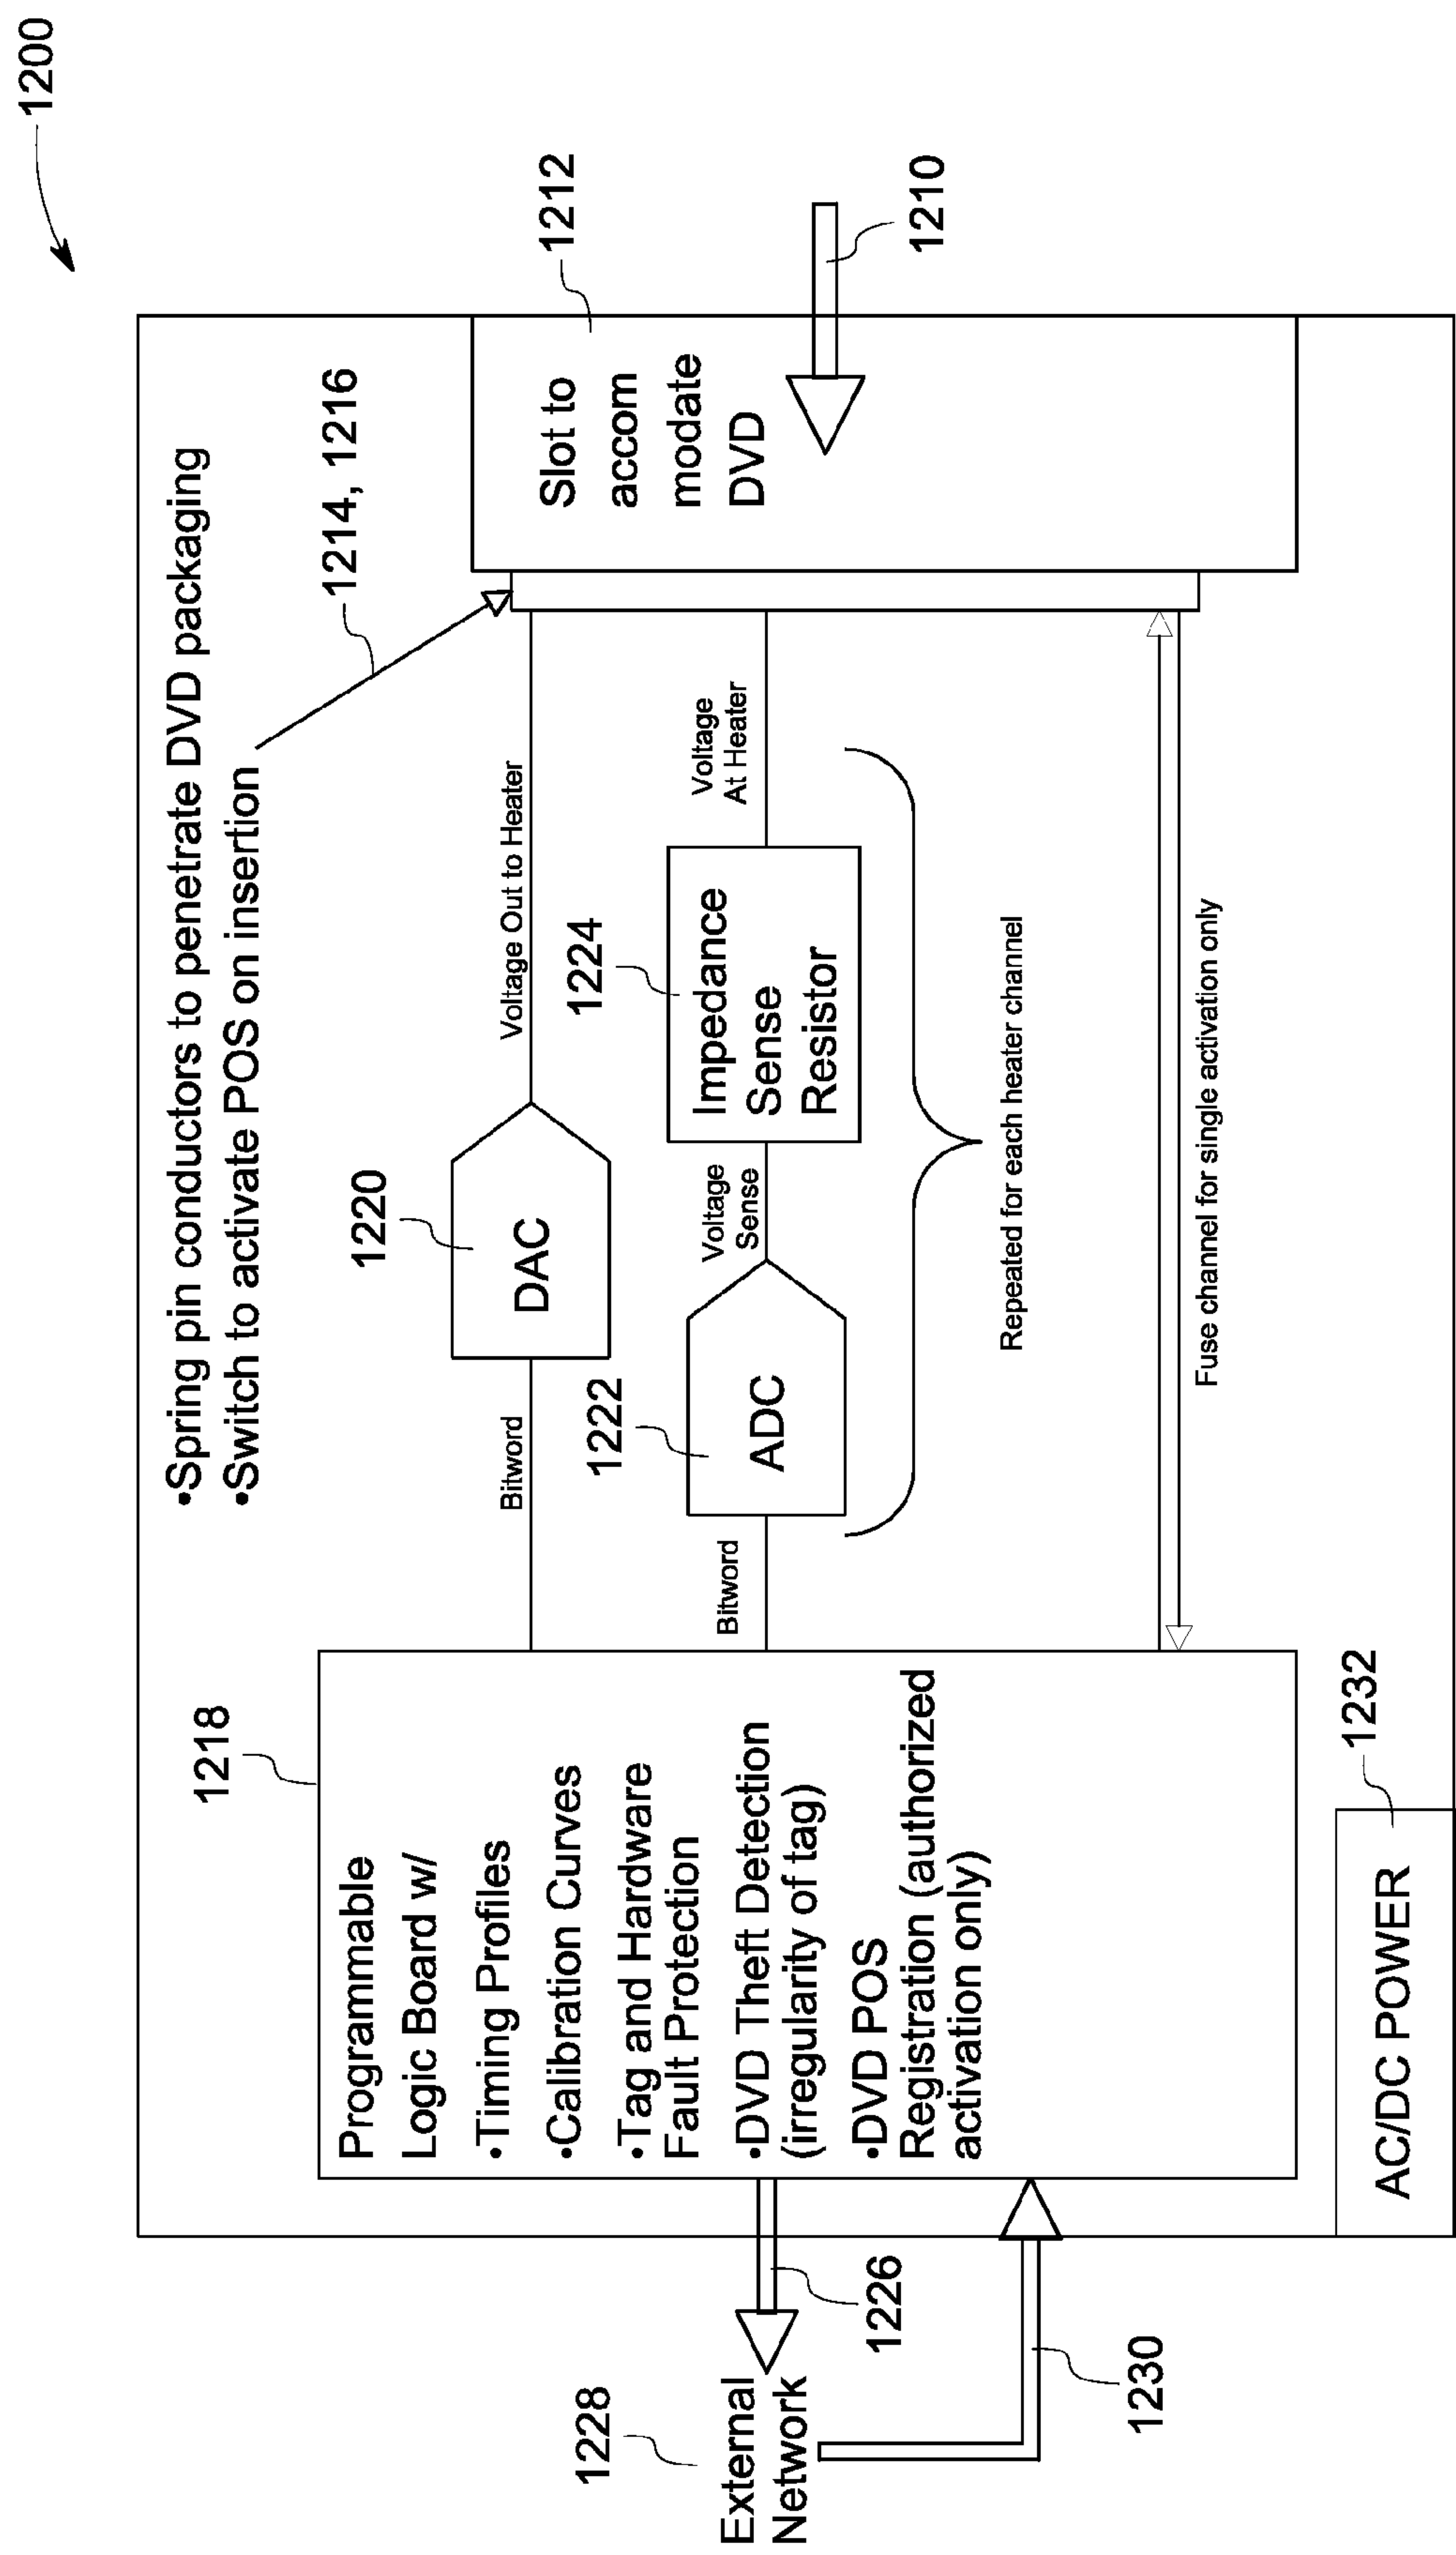 1200
•Spring pin conductors to penetrate DVD packaging
•Switch to activate POS on insertion
1214, 1216
1218
Programmable
Logic Board w/
•Timing Profiles
•Calibration Curves
•Tag and Hardware
Fault Protection
•DVD Theft Detection
(irregularity of tag)
•DVD POS
Registration (authorized
activation only)
Bitword
1220
DAC
Voltage Out to Heater
1222
Bitword
ADC
Voltage
Sense
1224
Impedance
Sense
Resistor
Voltage
At Heater
1212
Slot to
accom
modate
DVD
1210
Repeated for each heater channel
Fuse channel for single activation only
1228
External
Network
1226
1230
1232
AC/DC POWER